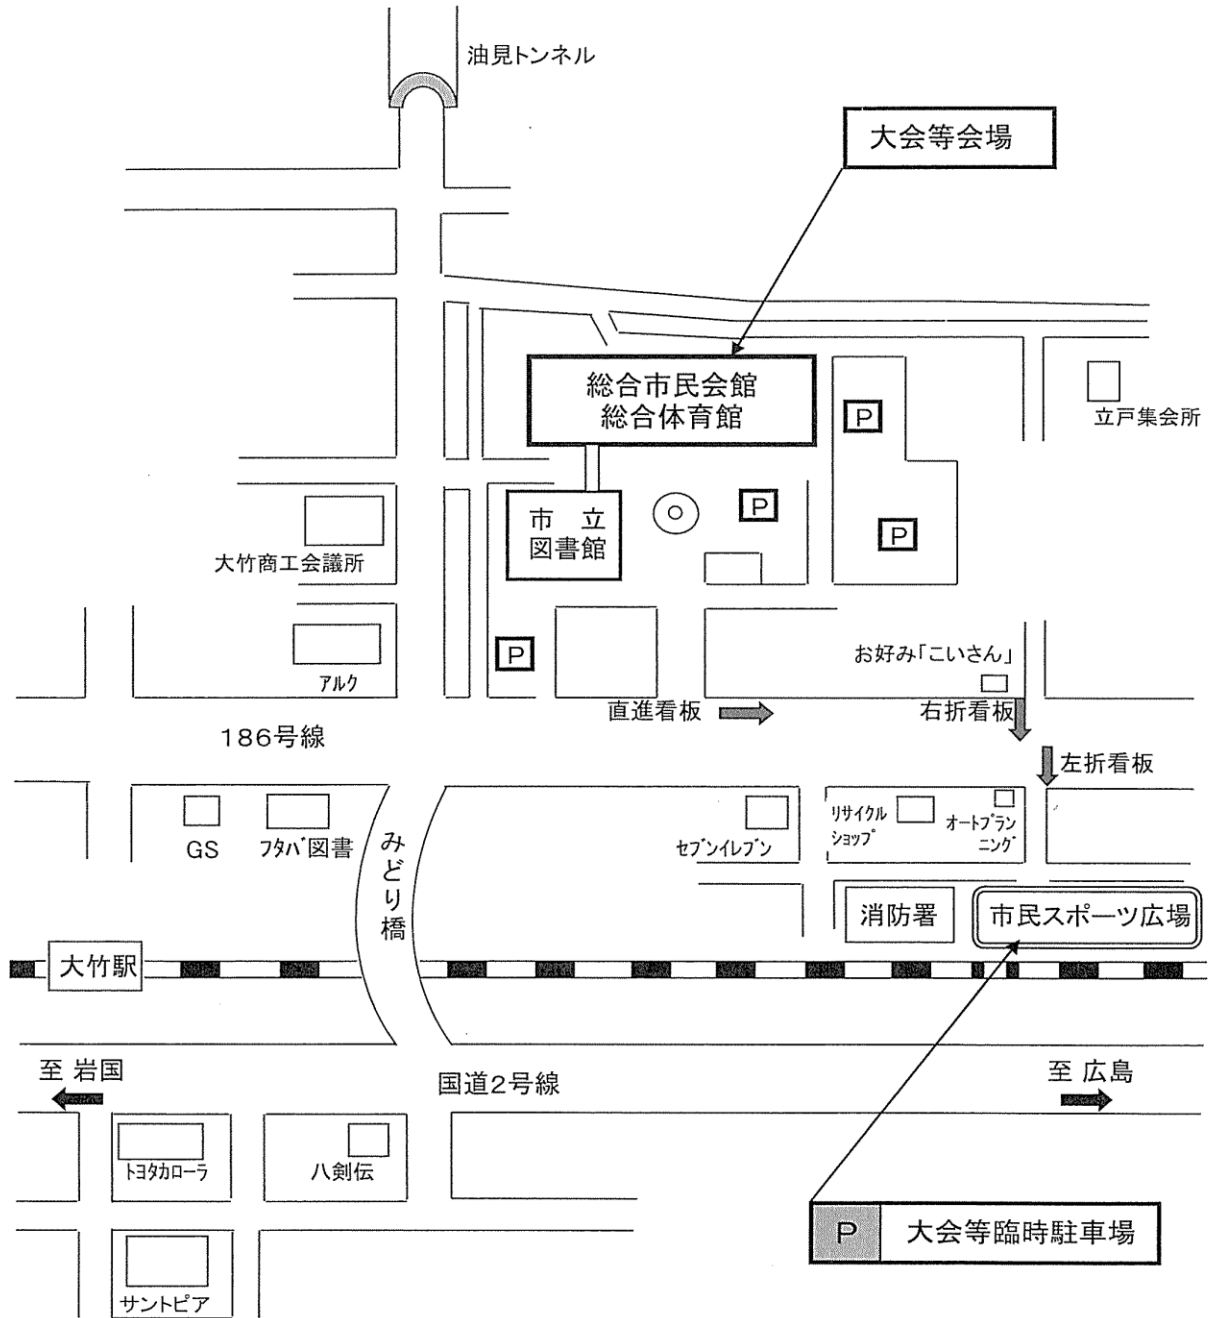 油見トンネル
大会等会場
総合市民会館
総合体育館
P
立戸集会所
市 立
図書館
P
P
大竹商工会議所
P
アルク
お好み「こいさん」
直進看板
右折看板
186号線
左折看板
GS
フタバ図書
みどり橋
セブンイレブン
リサイクル
ショップ
オートプラン
ニング
消防署
市民スポーツ広場
大竹駅
至 岩国
国道2号線
至 広島
トヨタカローラ
八剣伝
P 大会等臨時駐車場
サントピア